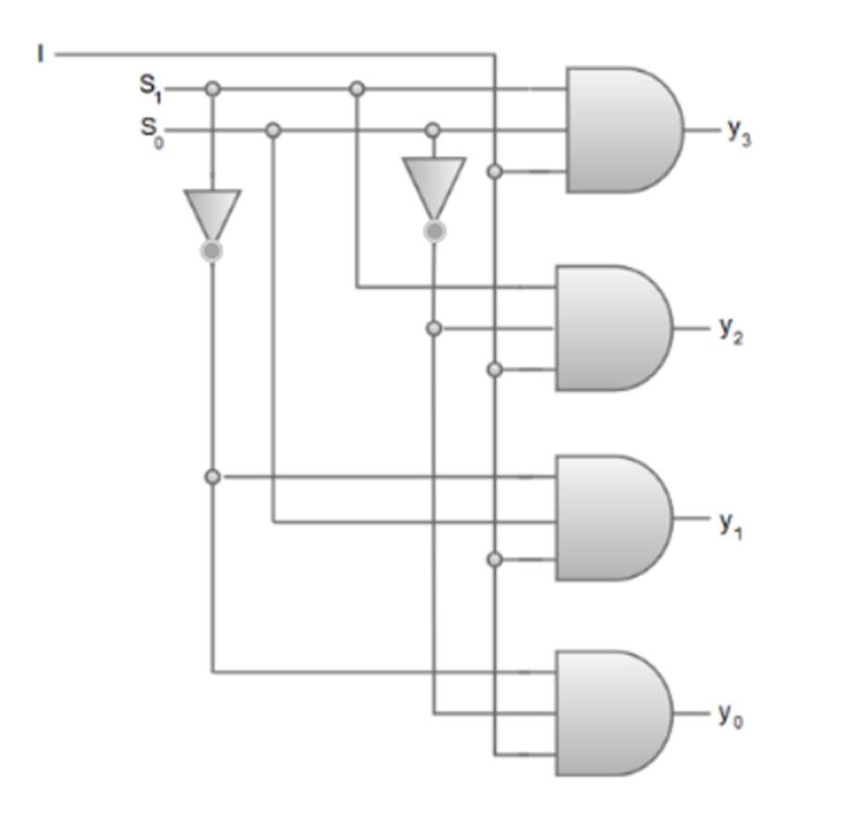 I
S₁
S₀
y₃
y₂
y₁
y₀